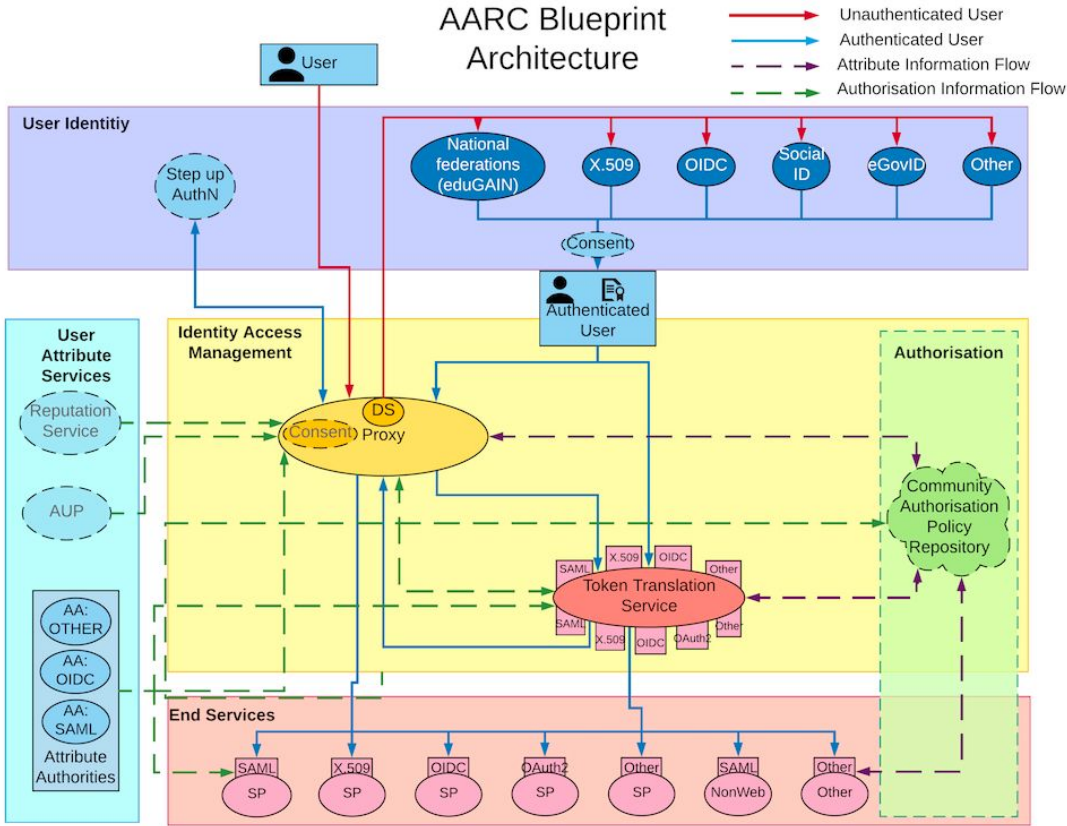 AARC Blueprint
Architecture
Unauthenticated User
Authenticated User
Attribute Information Flow
Authorisation Information Flow
User
User Identitiy
Step up
AuthN
National
federations
(eduGAIN)
X.509
OIDC
Social
ID
eGovID
Other
Consent
Authenticated
User
User
Attribute
Services
Identity Access
Management
Authorisation
Reputation
Service
DS
Consent
Proxy
AUP
Community
Authorisation
Policy
Repository
SAML
X.509
OIDC
Other
Token Translation
Service
SAML
X.509
OIDC
OAuth2
Other
AA:
OTHER
AA:
OIDC
AA:
SAML
Attribute
Authorities
End Services
SAML
SP
X.509
SP
OIDC
SP
OAuth2
SP
Other
SP
SAML
NonWeb
Other
Other